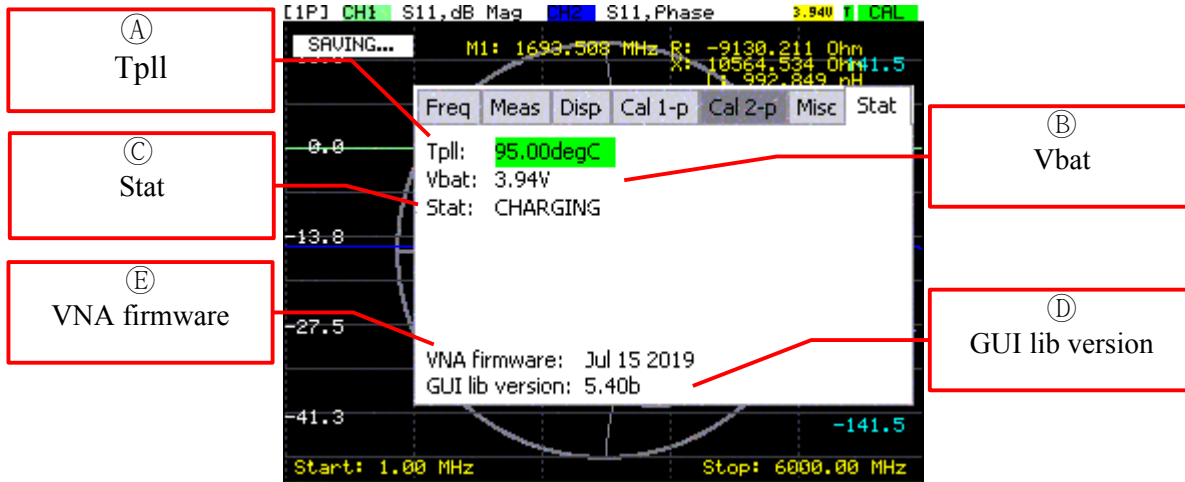 [1P] CH1 S11,dB Mag CH2 S11,Phase 3.94V T CAL
SAVING...
M1: 1693.508 MHz R: -9130.211 Ohm
X: 10564.534 Ohm
141.5
L: 992.849 nH
Ⓐ
Tpll
Freq Meas Disp Cal 1-p Cal 2-p Misc Stat
Ⓑ
Vbat
Ⓒ
Stat
0.0
Tpll: 95.00degC
Vbat: 3.94V
Stat: CHARGING
-13.8
Ⓔ
VNA firmware
-27.5
Ⓓ
GUI lib version
VNA firmware: Jul 15 2019
GUI lib version: 5.40b
-41.3
-141.5
Start: 1.00 MHz Stop: 6000.00 MHz